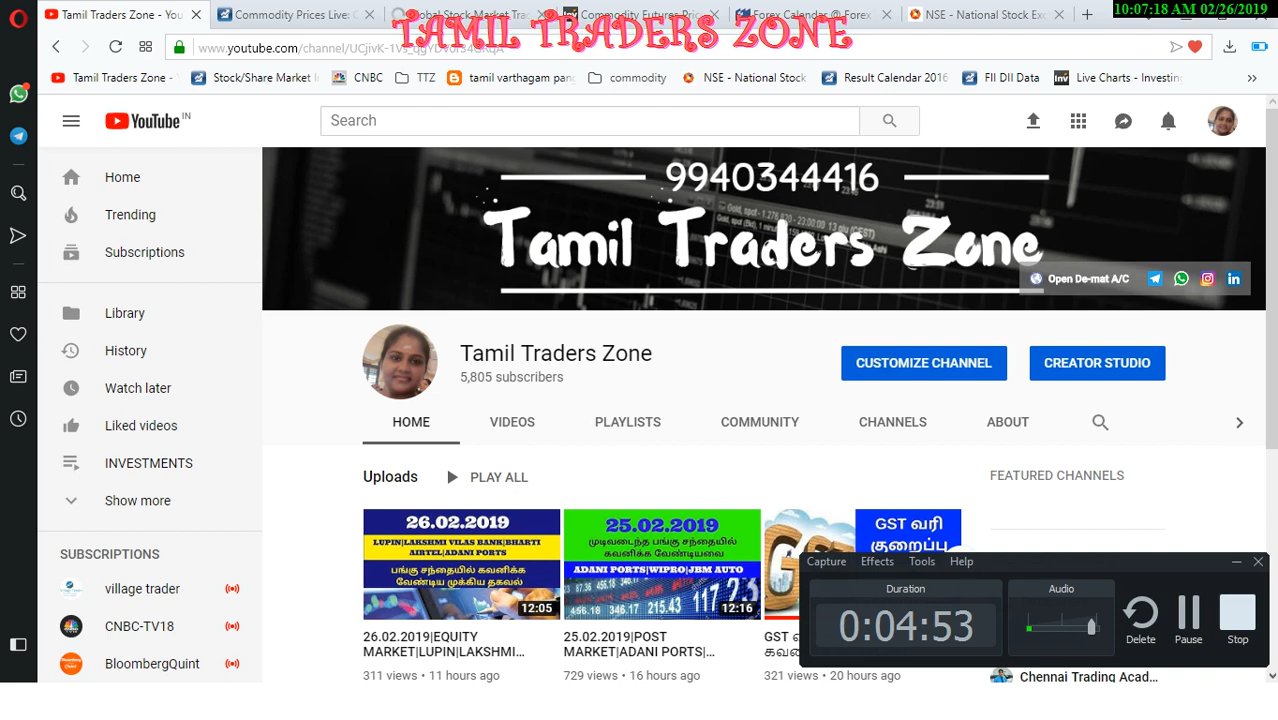 10:07:18 AM 02/26/2019
Tamil Traders Zone - You
Commodity Prices Live: C
Global Stock Market Tra
Commodity Futures Pric
Forex Calendar @ Forex
NSE - National Stock Exc
TAMIL TRADERS ZONE
www.youtube.com/channel/
Tamil Traders Zone -
Stock/Share Market I
CNBC
TTZ
tamil varthagam pan
commodity
NSE - National Stock
Result Calendar 2016
FII DII Data
Inv
Live Charts - Investing
YouTube IN
Search
Home
Trending
Subscriptions
Library
History
Watch later
Liked videos
INVESTMENTS
Show more
SUBSCRIPTIONS
village trader
CNBC-TV18
BloombergQuint
9940344416
Tamil Traders Zone
Open De-mat A/C
Tamil Traders Zone
5,805 subscribers
CUSTOMIZE CHANNEL
CREATOR STUDIO
HOME
VIDEOS
PLAYLISTS
COMMUNITY
CHANNELS
ABOUT
Uploads
PLAY ALL
FEATURED CHANNELS
26.02.2019
LUPIN|LAKSHMI VILAS BANK|BHARTI
AIRTEL|ADANI PORTS
பங்கு சந்தையில் கவனிக்க
வேண்டிய முக்கிய தகவல்
12:05
26.02.2019|EQUITY
MARKET|LUPIN|LAKSHMI...
311 views • 11 hours ago
25.02.2019
முடிவடைந்த பங்கு சந்தையில்
கவனிக்க வேண்டியவை
ADANI PORTS|WIPRO|JBM AUTO
12:16
25.02.2019|POST
MARKET|ADANI PORTS|...
729 views • 16 hours ago
GST வரி
குறைப்பு
GST
321 views • 20 hours ago
Capture
Effects
Tools
Help
Duration
0:04:53
Audio
Delete
Pause
Stop
Chennai Trading Acad...